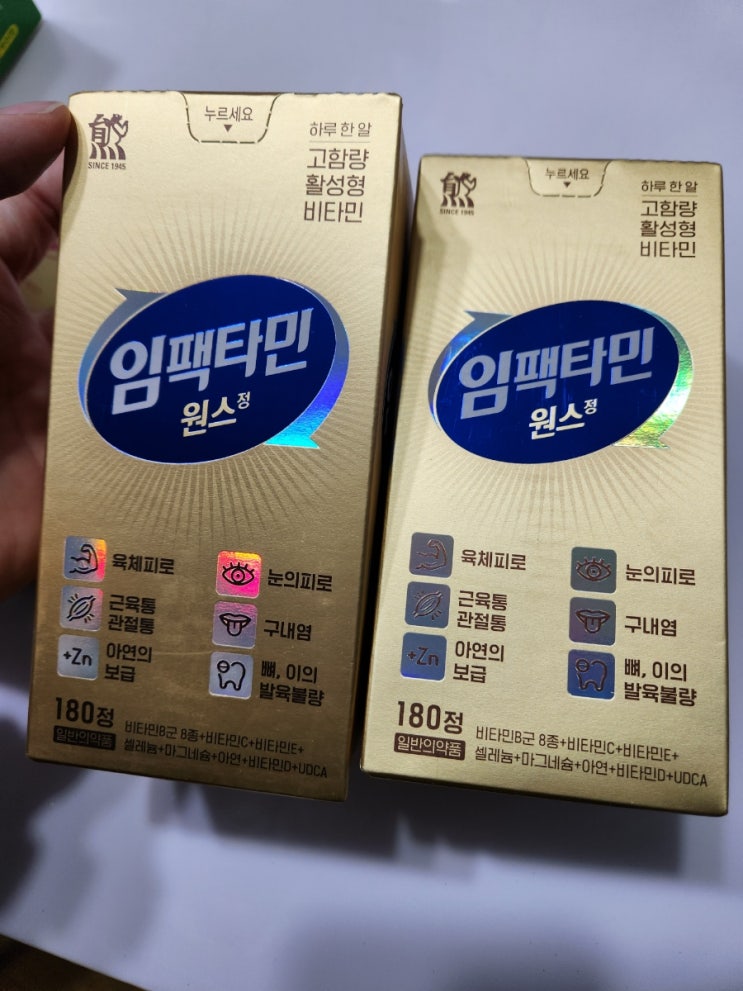 누르세요
SINCE 1945
하루 한 알
고함량
활성형
비타민
임팩타민
원스정
육체피로
눈의피로
근육통
관절통
구내염
+Zn
아연의
보급
뼈, 이의
발육불량
180정
일반의약품
비타민B군 8종+비타민C+비타민E+
셀레늄+마그네슘+아연+비타민D+UDCA
누르세요
SINCE 1945
하루 한 알
고함량
활성형
비타민
임팩타민
원스정
육체피로
눈의피로
근육통
관절통
구내염
+Zn
아연의
보급
뼈, 이의
발육불량
180정
일반의약품
비타민B군 8종+비타민C+비타민E+
셀레늄+마그네슘+아연+비타민D+UDCA